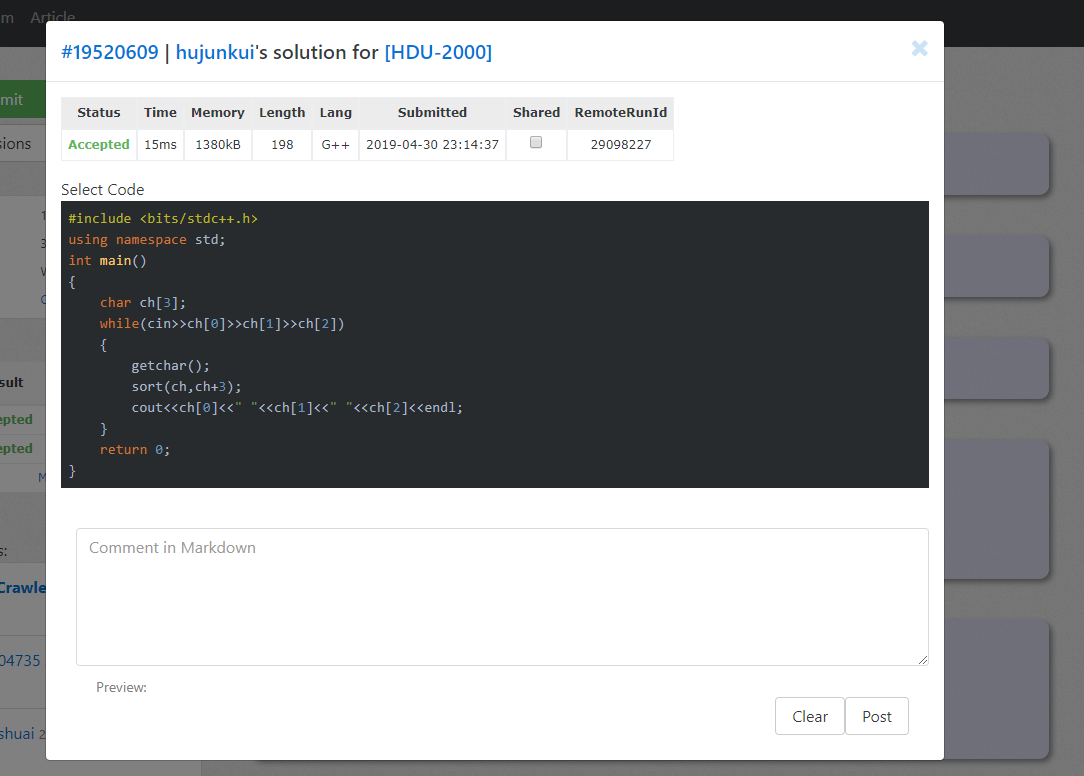 m Article
#19520609 | hujunkui's solution for [HDU-2000]
mit
Status Time Memory Length Lang Submitted Shared RemoteRunId
Accepted 15ms 1380kB 198 G++ 2019-04-30 23:14:37 29098227
sions
Select Code
#include <bits/stdc++.h>
using namespace std;
int main()
{
    char ch[3];
    while(cin>>ch[0]>>ch[1]>>ch[2])
    {
        getchar();
        sort(ch,ch+3);
        cout<<ch[0]<<" "<<ch[1]<<" "<<ch[2]<<endl;
    }
    return 0;
}
sult
epted
epted
M
Comment in Markdown
s:
Crawle
04735
Preview:
Clear Post
shuai 2